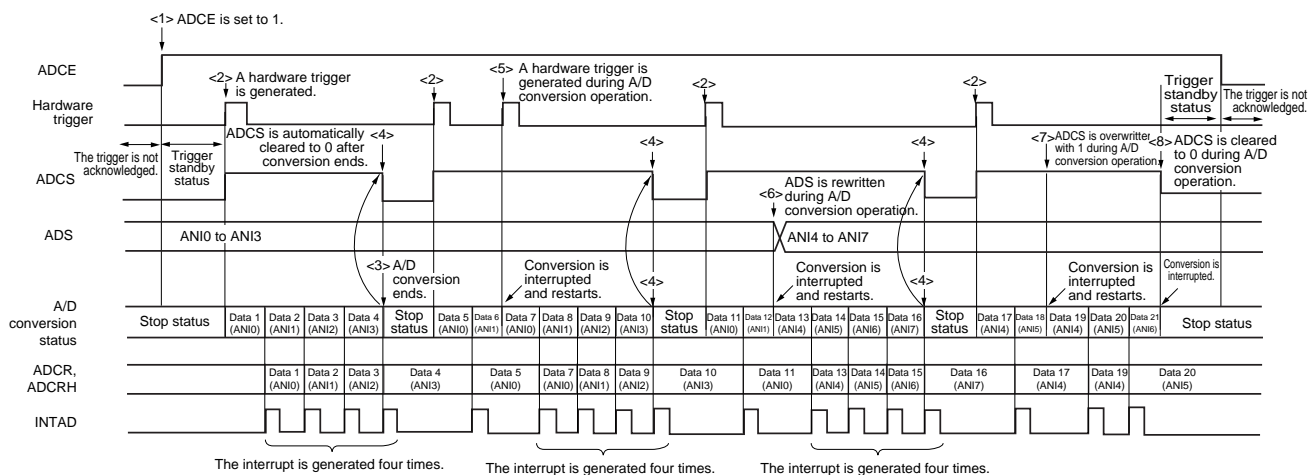 <1> ADCE is set to 1.
ADCE
<2> A hardware trigger
is generated.
<2>
<5> A hardware trigger is
generated during A/D
conversion operation.
<2>
<2>
Trigger
standby
status
The trigger is not
acknowledged.
Hardware
trigger
The trigger is not
acknowledged.
Trigger
standby
status
ADCS is automatically
cleared to 0 after
conversion ends.
<4>
<4>
<4>
<7> ADCS is overwritter
with 1 during A/D
conversion operation.
<8> ADCS is cleared
to 0 during A/D
conversion
operation.
ADCS
<6> ADS is rewritten
during A/D
conversion operation.
ADS
ANI0 to ANI3
ANI4 to ANI7
<3> A/D
conversion
ends.
Conversion is
interrupted
and restarts.
<4>
Conversion is
interrupted
and restarts.
<4>
Conversion is
interrupted
and restarts.
Conversion is
interrupted.
A/D
conversion
status
Stop status
Data 1
(ANI0)
Data 2
(ANI1)
Data 3
(ANI2)
Data 4
(ANI3)
Stop
status
Data 5
(ANI0)
Data 6
(ANI1)
Data 7
(ANI0)
Data 8
(ANI1)
Data 9
(ANI2)
Data 10
(ANI3)
Stop
status
Data 11
(ANI0)
Data 12
(ANI1)
Data 13
(ANI4)
Data 14
(ANI5)
Data 15
(ANI6)
Data 16
(ANI7)
Stop
status
Data 17
(ANI4)
Data 18
(ANI5)
Data 19
(ANI4)
Data 20
(ANI5)
Data 21
(ANI6)
Stop status
ADCR,
ADCRH
Data 1
(ANI0)
Data 2
(ANI1)
Data 3
(ANI2)
Data 4
(ANI3)
Data 5
(ANI0)
Data 7
(ANI0)
Data 8
(ANI1)
Data 9
(ANI2)
Data 10
(ANI3)
Data 11
(ANI0)
Data 13
(ANI4)
Data 14
(ANI5)
Data 15
(ANI6)
Data 16
(ANI7)
Data 17
(ANI4)
Data 19
(ANI4)
Data 20
(ANI5)
INTAD
The interrupt is generated four times.
The interrupt is generated four times.
The interrupt is generated four times.